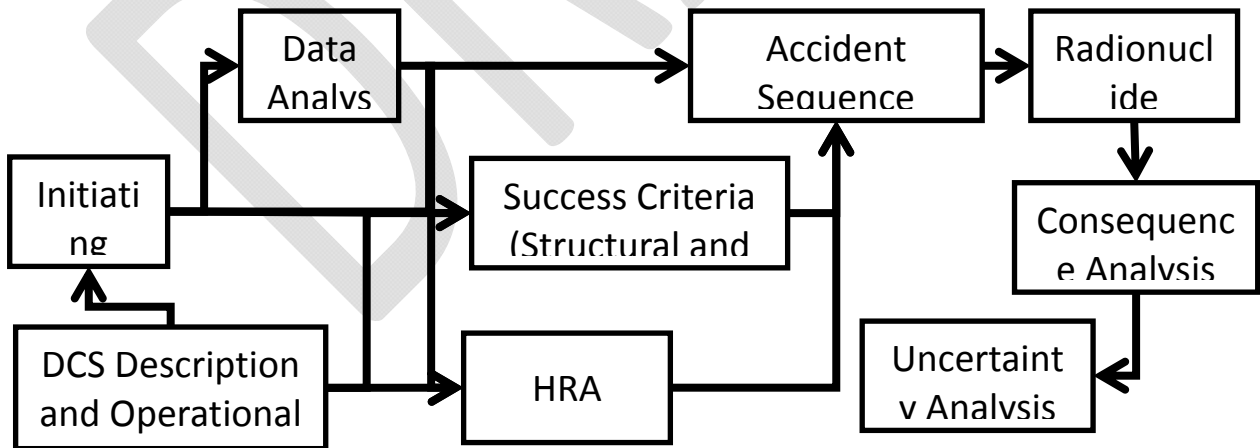 Data
Analys
Accident
Sequence
Radionucl
ide
Initiati
ng
Success Criteria
(Structural and
Consequenc
e Analysis
DCS Description
and Operational
HRA
Uncertaint
y Analysis